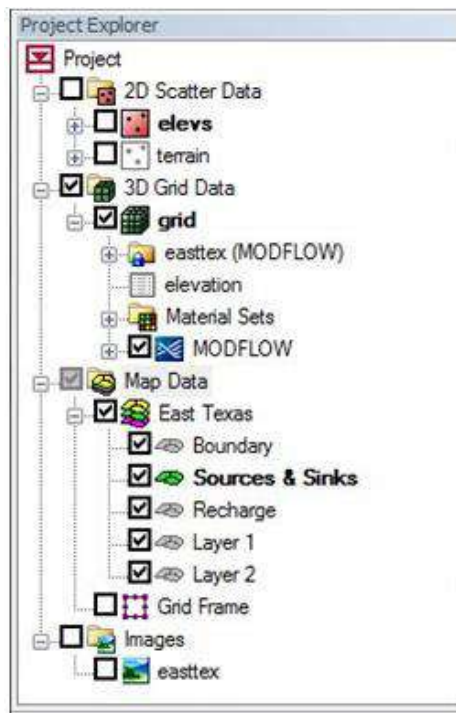 Project Explorer
Project
2D Scatter Data
elevs
terrain
3D Grid Data
grid
easttex (MODFLOW)
elevation
Material Sets
MODFLOW
Map Data
East Texas
Boundary
Sources & Sinks
Recharge
Layer 1
Layer 2
Grid Frame
Images
easttex